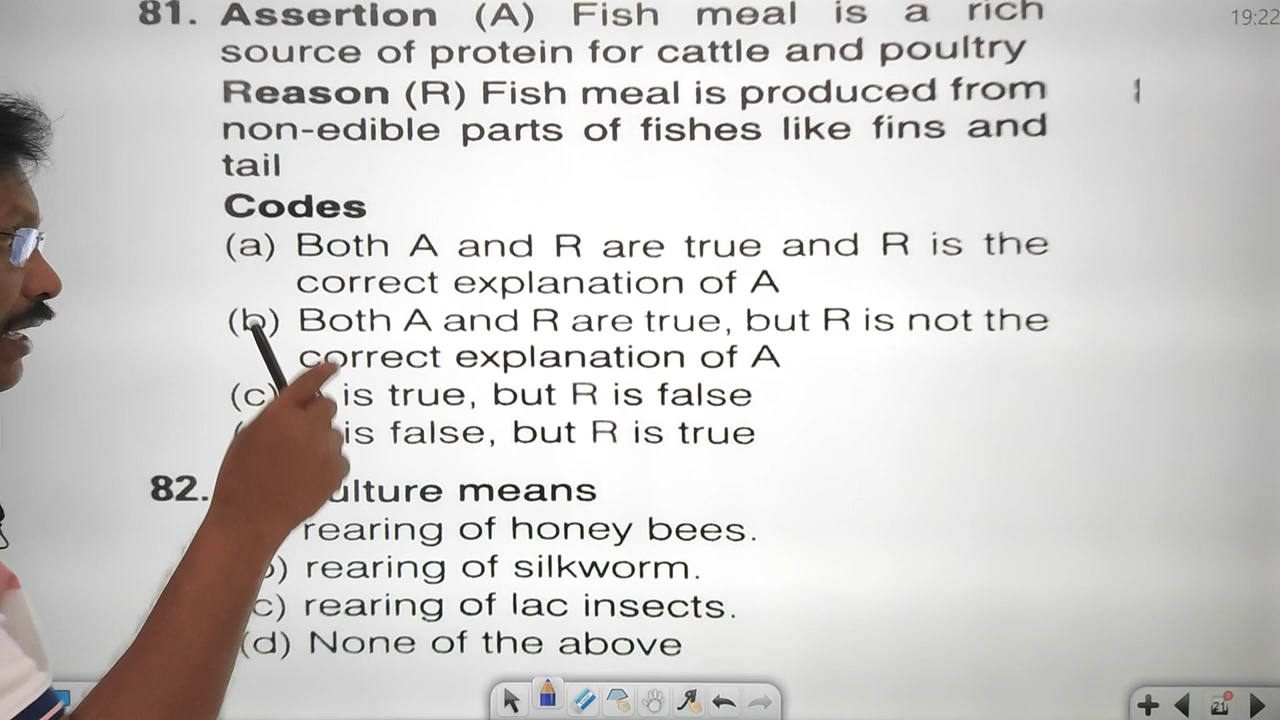 81. Assertion (A) Fish meal is a rich
19:22
source of protein for cattle and poultry
Reason (R) Fish meal is produced from
non-edible parts of fishes like fins and
tail
Codes
(a) Both A and R are true and R is the
correct explanation of A
(b) Both A and R are true, but R is not the
correct explanation of A
(c) is true, but R is false
is false, but R is true
82. means
rearing of honey bees.
rearing of silkworm.
c) rearing of lac insects.
(d) None of the above
21